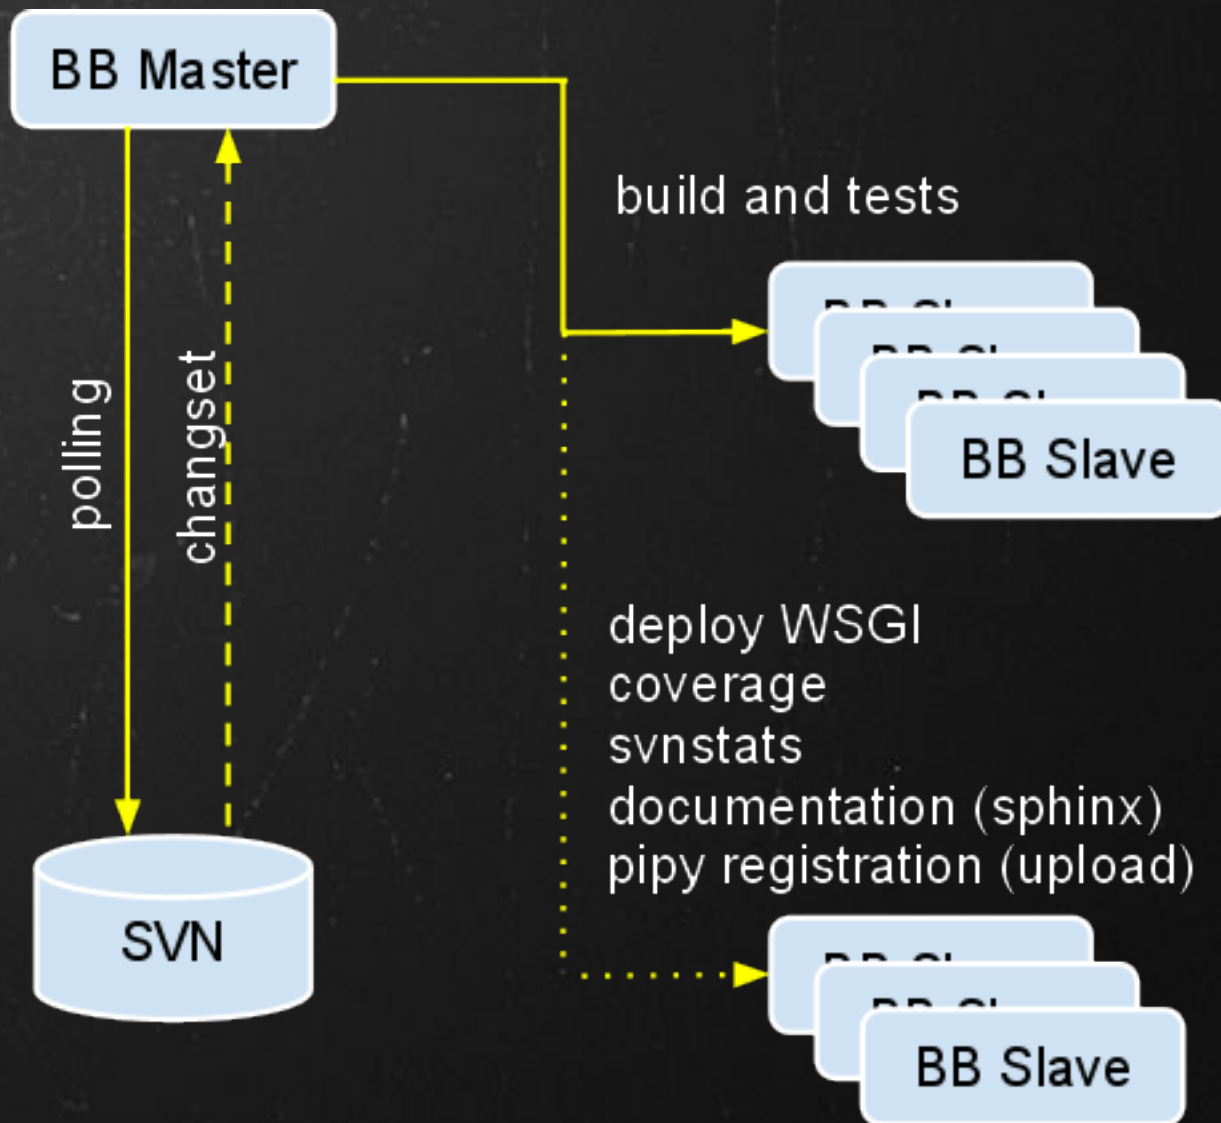 BB Master
build and tests
polling
changset
BB Slave
deploy WSGI
coverage
svnstats
documentation (sphinx)
pipy registration (upload)
SVN
BB Slave